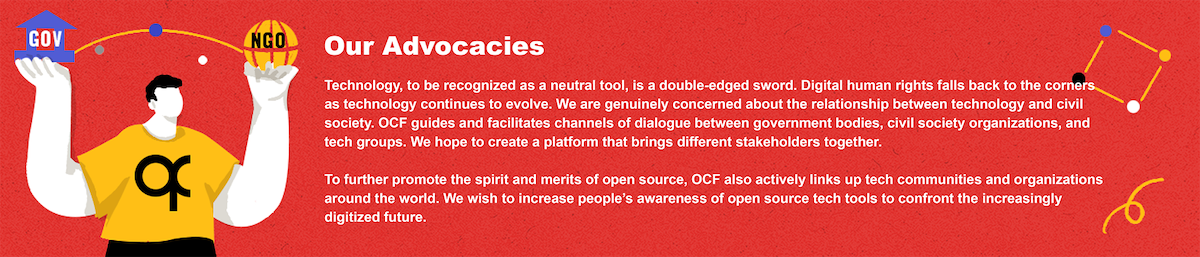 GOV
NGO
Our Advocacies
Technology, to be recognized as a neutral tool, is a double-edged sword. Digital human rights falls back to the corners
as technology continues to evolve. We are genuinely concerned about the relationship between technology and civil
society. OCF guides and facilitates channels of dialogue between government bodies, civil society organizations, and
tech groups. We hope to create a platform that brings different stakeholders together.
To further promote the spirit and merits of open source, OCF also actively links up tech communities and organizations
around the world. We wish to increase people’s awareness of open source tech tools to confront the increasingly
digitized future.